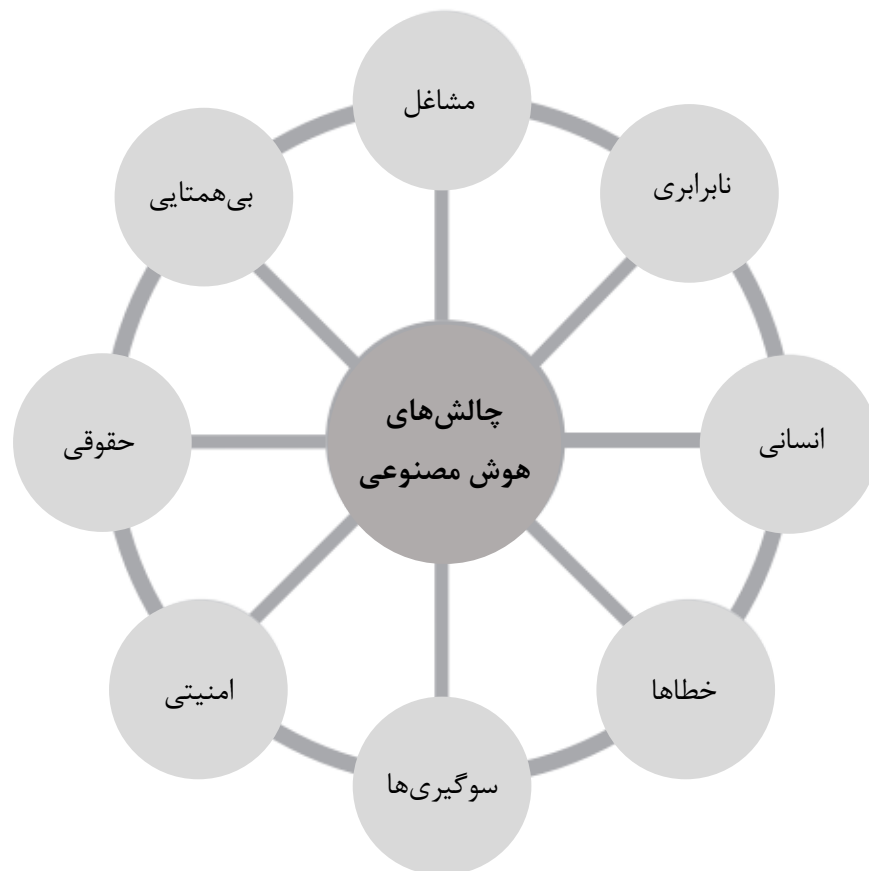 مشاغل
نابرابری
انسانی
خطاها
سوگیری‌ها
امنیتی
حقوقی
بی‌همتایی
چالش‌های
هوش مصنوعی